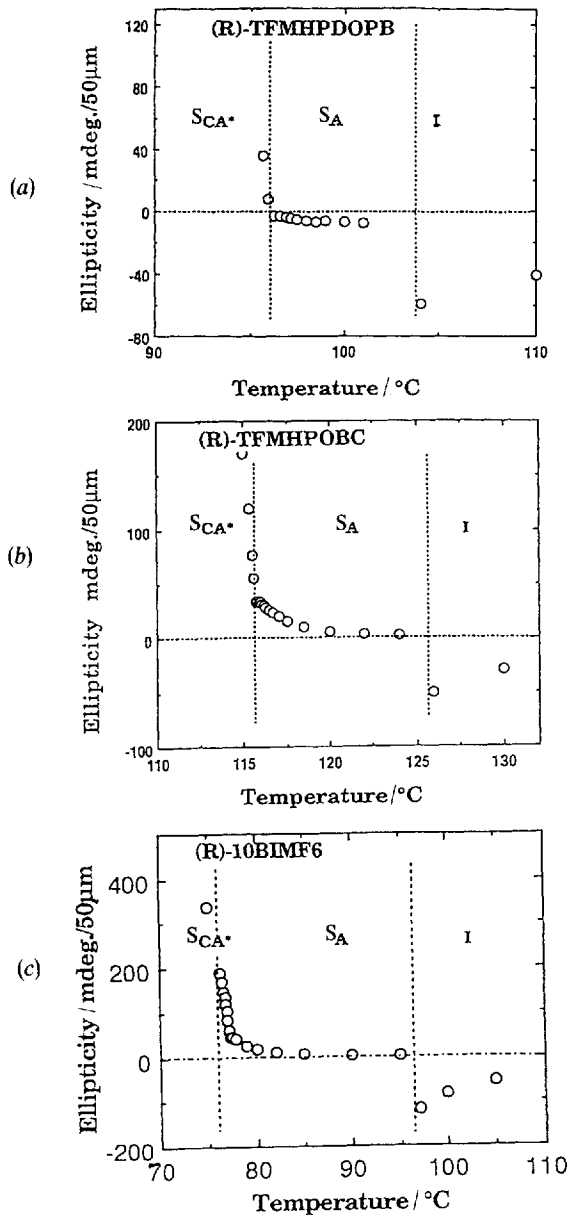 (a)
(R)-TFMHPDOPB
SCA* SA I
Ellipticity / mdeg./50μm
120
80
40
0
-40
-80
90 100 110
Temperature / °C
(b)
(R)-TFMHPOBC
SCA* SA I
Ellipticity mdeg./50μm
200
100
0
-100
110 115 120 125 130
Temperature /°C
(c)
(R)-10BIMF6
SCA* SA I
Ellipticity / mdeg./50μm
400
200
0
-200
70 80 90 100 110
Temperature / °C